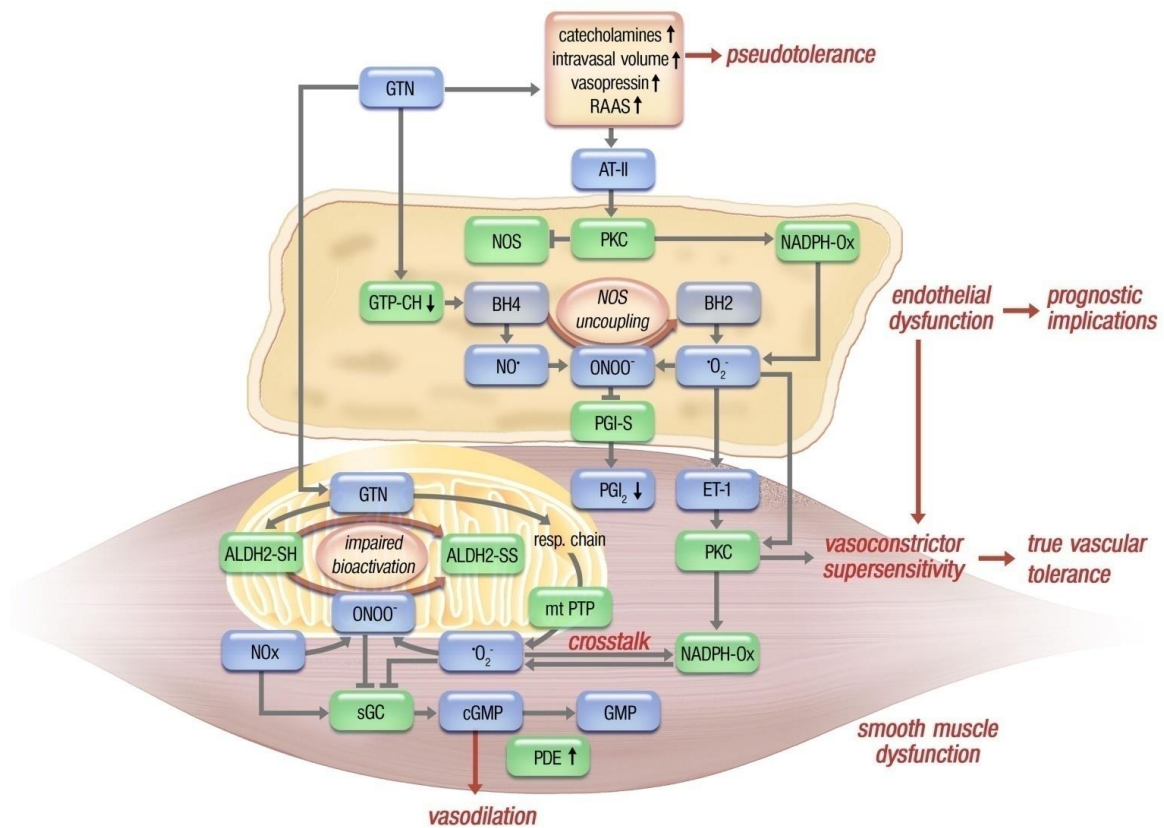 catecholamines ↑
intravasal volume ↑
vasopressin ↑
RAAS ↑
pseudotolerance
GTN
AT-II
NOS
PKC
NADPH-Ox
GTP-CH ↓
BH4
NOS
uncoupling
BH2
endothelial
dysfunction
prognostic
implications
NO•
ONOO⁻
•O₂⁻
PGI-S
GTN
PGI₂ ↓
ET-1
ALDH2-SH
impaired
bioactivation
ALDH2-SS
resp. chain
PKC
vasoconstrictor
supersensitivity
true vascular
tolerance
ONOO⁻
mt PTP
NOx
•O₂⁻
crosstalk
NADPH-Ox
sGC
cGMP
GMP
PDE ↑
smooth muscle
dysfunction
vasodilation